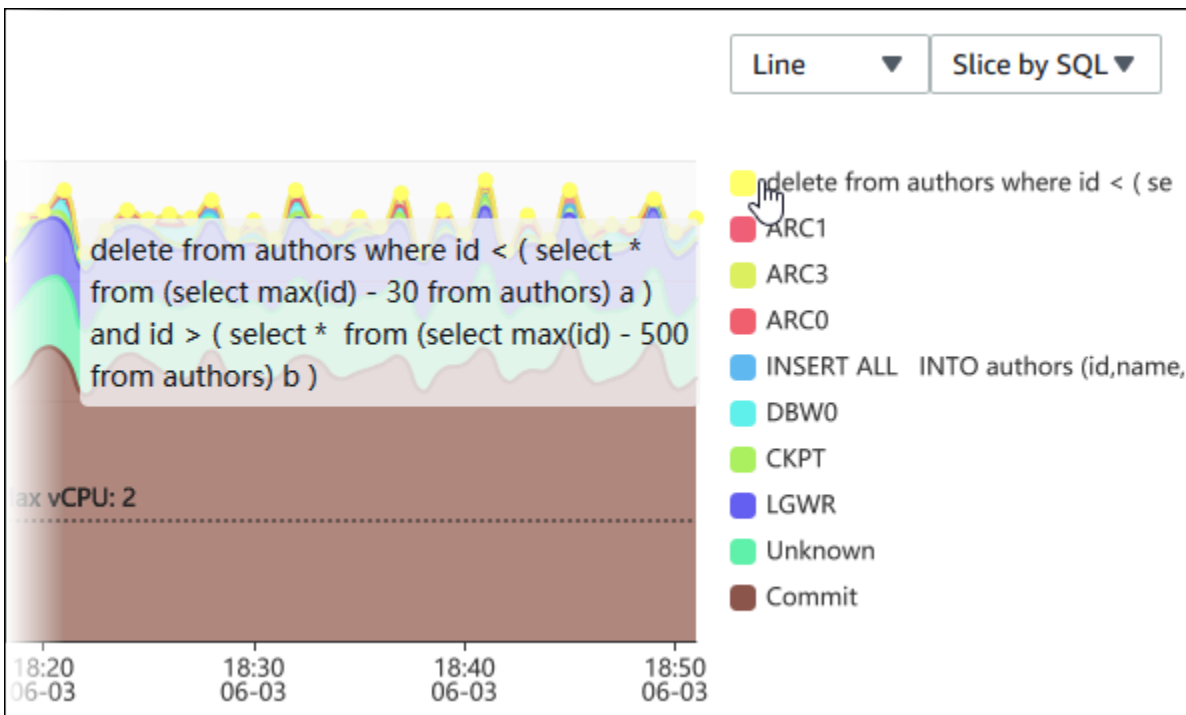 Line
Slice by SQL
delete from authors where id < ( se
ARC1
ARC3
ARC0
INSERT ALL   INTO authors (id,name,
DBW0
CKPT
LGWR
Unknown
Commit
delete from authors where id < ( select  *
from (select max(id) - 30 from authors) a )
and id > ( select *  from (select max(id) - 500
from authors) b )
ax vCPU: 2
18:20 18:30 18:40 18:50
06-03 06-03 06-03 06-03